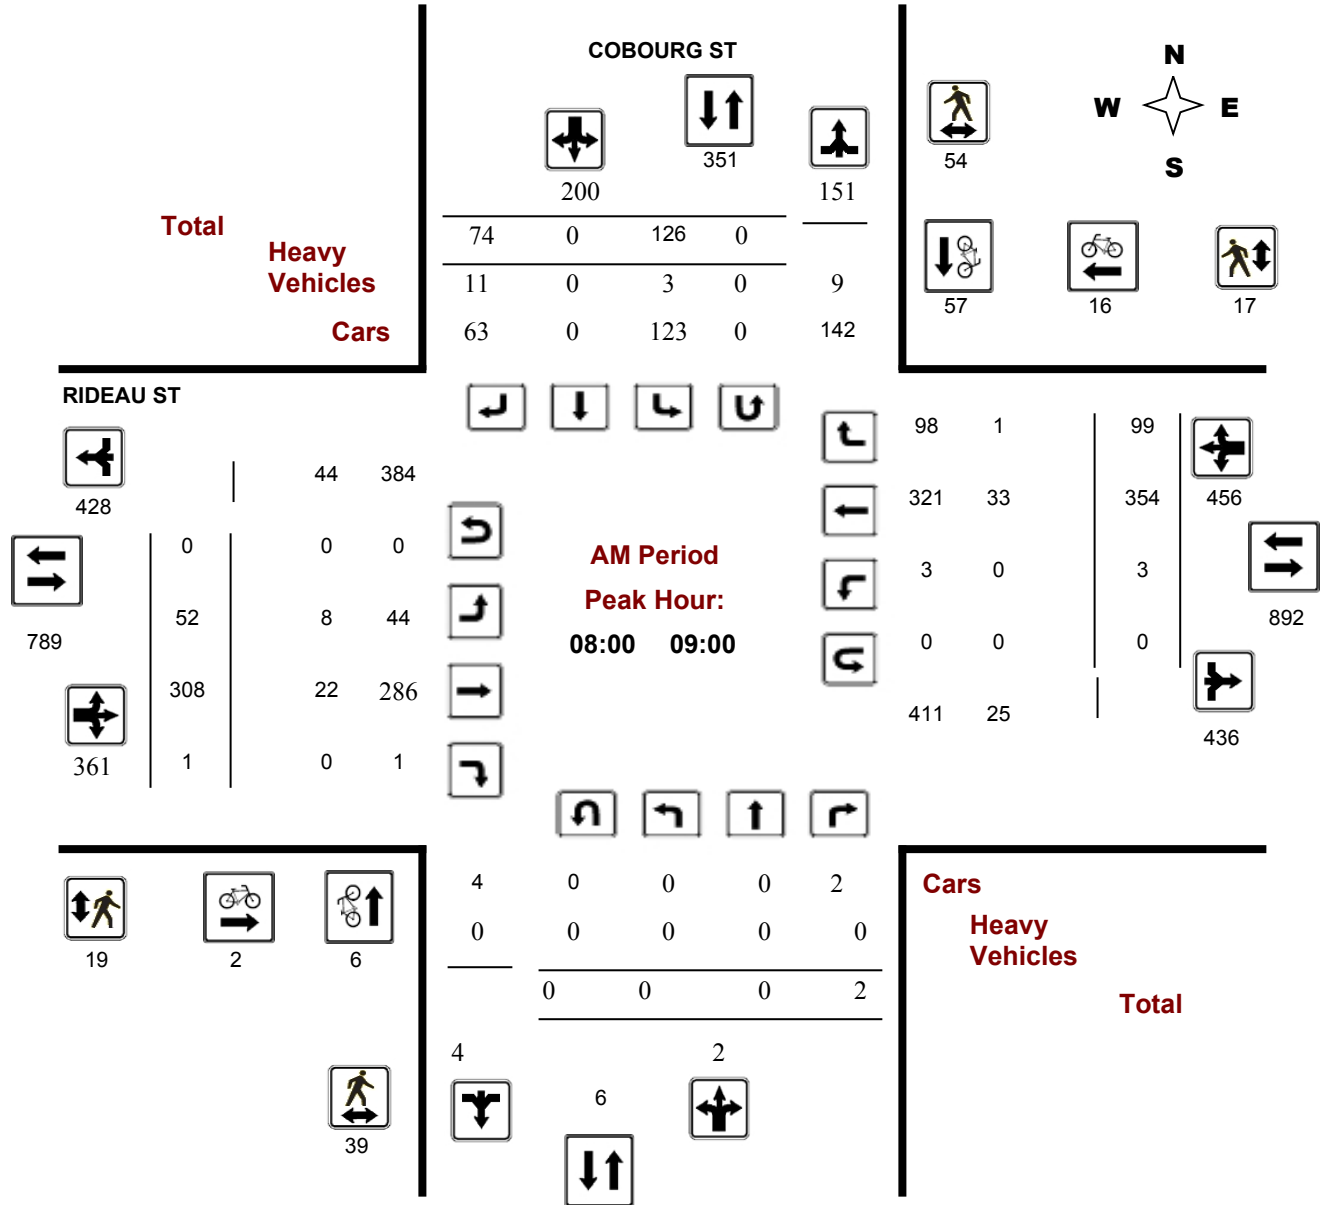 COBOURG ST
N
W E
S
351
54
200
151
Total
74 0 126 0
Heavy
Vehicles
11 0 3 0 9
57 16 17
Cars
63 0 123 0 142
RIDEAU ST
98 1 99
44 384
428
321 33 354 456
0 0 0
AM Period
3 0 3
Peak Hour:
52 8 44
892
789
08:00 09:00
0 0 0
308 22 286
411 25
436
361 1 0 1
4 0 0 0 2
Cars
0 0 0 0 0
Heavy
Vehicles
19 2 6
0 0 0 2
Total
4 2
6
39